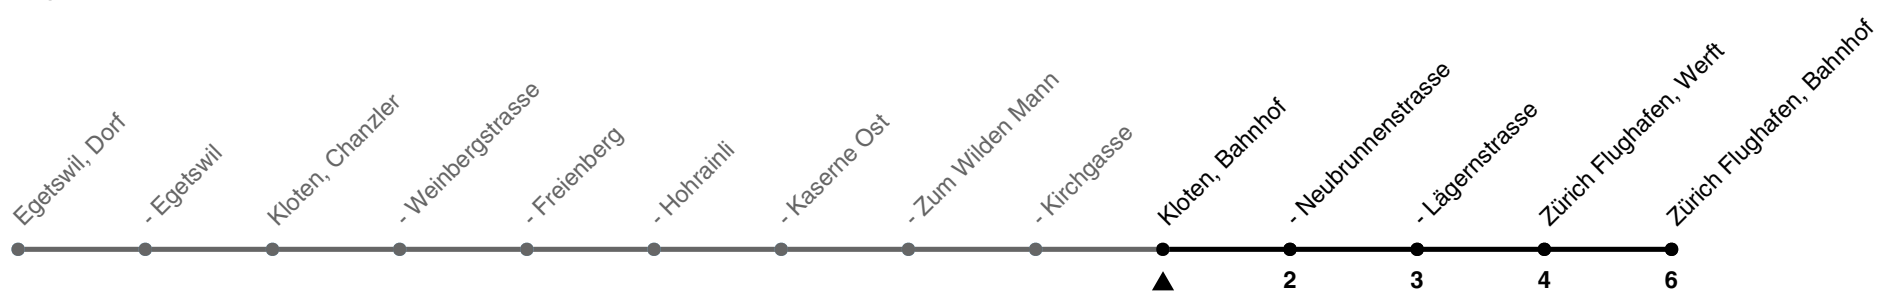 Egetswil, Dorf
- Egetswil
Kloten, Chanzler
- Weinbergstrasse
- Freienberg
- Hohrainli
- Kaserne Ost
- Zum Wilden Mann
- Kirchgasse
Kloten, Bahnhof
- Neubrunnenstrasse
- Lägernstrasse
Zürich Flughafen, Werft
Zürich Flughafen, Bahnhof
2
3
4
6